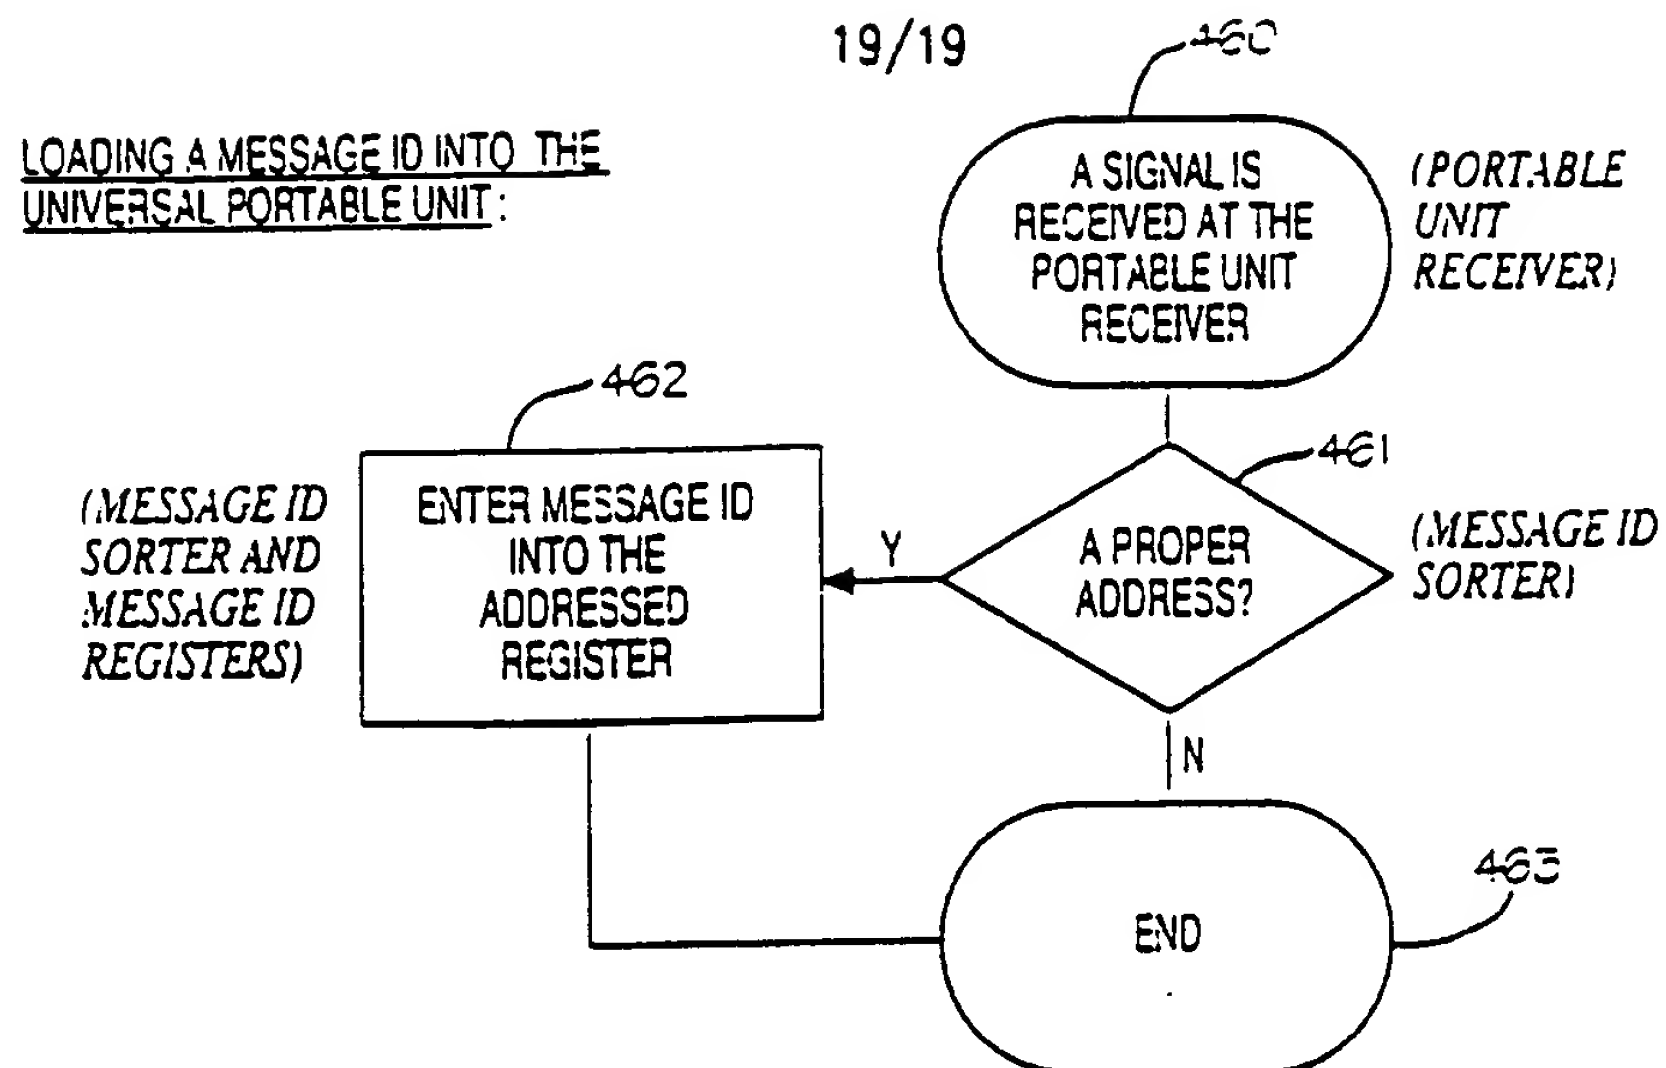 19/19
460
LOADING A MESSAGE ID INTO THE
UNIVERSAL PORTABLE UNIT:
A SIGNAL IS
RECEIVED AT THE
PORTABLE UNIT
RECEIVER
(PORTABLE
UNIT
RECEIVER)
462
461
(MESSAGE ID
SORTER AND
MESSAGE ID
REGISTERS)
ENTER MESSAGE ID
INTO THE
ADDRESSED
REGISTER
Y
A PROPER
ADDRESS?
(MESSAGE ID
SORTER)
N
463
END